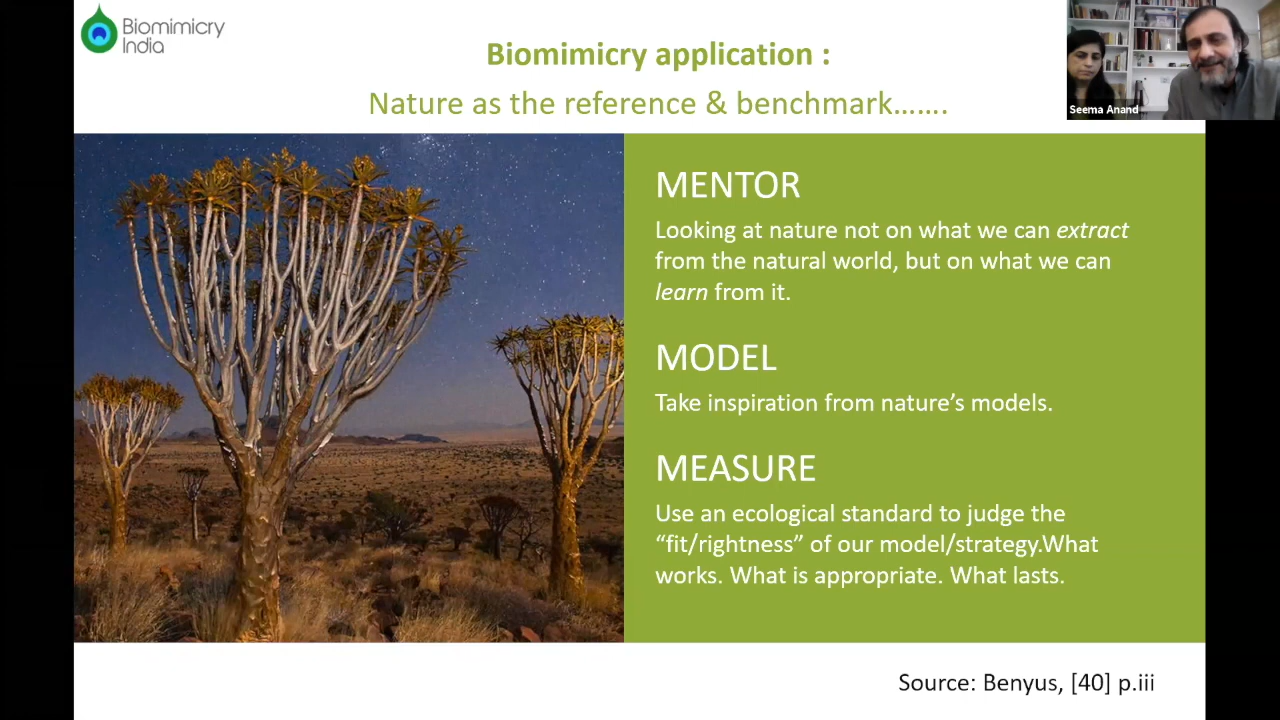 Biomimicry
India
Biomimicry application :
Nature as the reference & benchmark…….
Seema Anand
MENTOR
Looking at nature not on what we can extract
from the natural world, but on what we can
learn from it.
MODEL
Take inspiration from nature’s models.
MEASURE
Use an ecological standard to judge the
“fit/rightness” of our model/strategy.What
works. What is appropriate. What lasts.
Source: Benyus, [40] p.iii